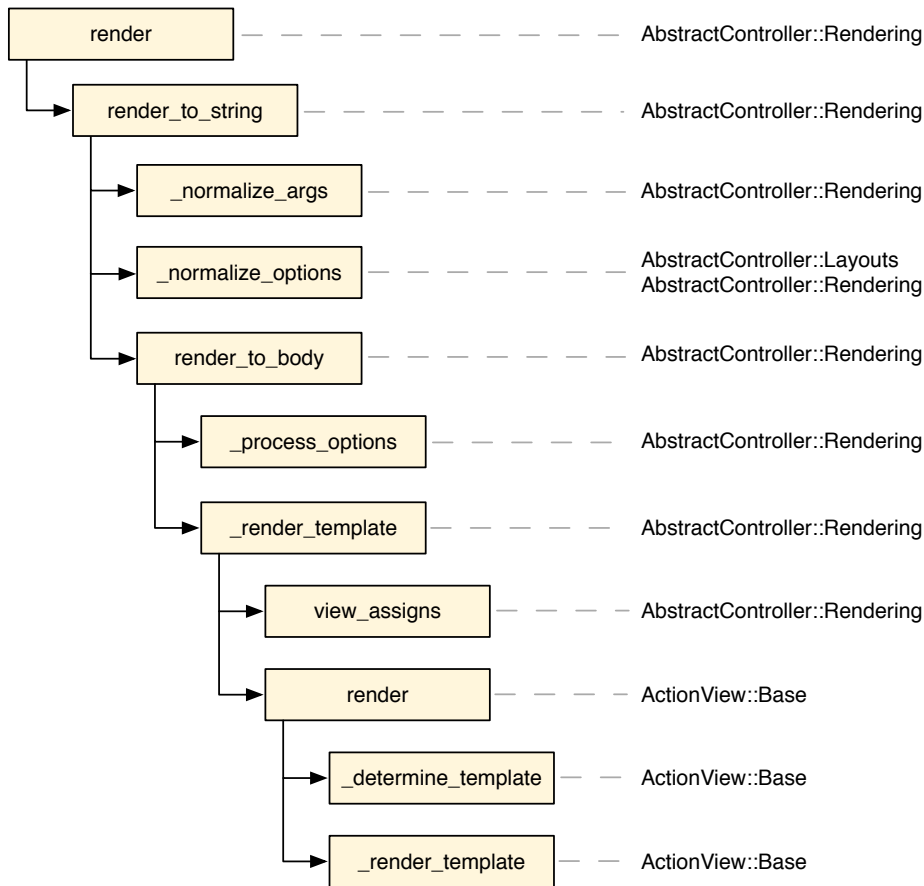 render AbstractController::Rendering
render_to_string AbstractController::Rendering
_normalize_args AbstractController::Rendering
_normalize_options AbstractController::Layouts
AbstractController::Rendering
render_to_body AbstractController::Rendering
_process_options AbstractController::Rendering
_render_template AbstractController::Rendering
view_assigns AbstractController::Rendering
render ActionView::Base
_determine_template ActionView::Base
_render_template ActionView::Base